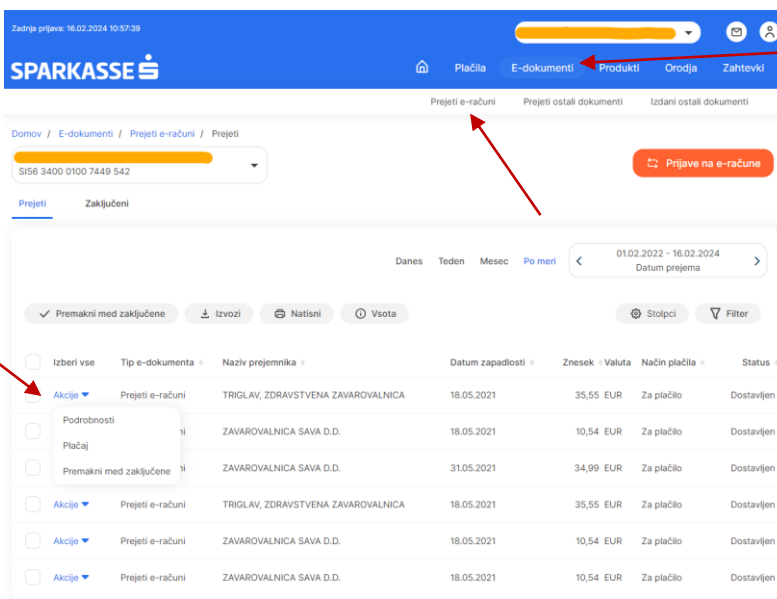 Zadnja prijava: 16.02.2024 10:57:39
SPARKASSE
Plačila E-dokumenti Produkti Orodja Zahtevki
Prejeti e-računi Prejeti ostali dokumenti Izdani ostali dokumenti
Domov / E-dokumenti / Prejeti e-računi / Prejeti
SI56 3400 0100 7449 542
Prijave na e-račune
Prejeti Zaključeni
Danes Teden Mesec Po meri
01.02.2022 - 16.02.2024
Datum prejema
Premakni med zaključene Izvozi Natisni Vsota Stolpci Filter
Izberi vse Tip e-dokumenta Naziv prejemnika Datum zapadlosti Znesek Valuta Način plačila Status
Akcije Prejeti e-računi TRIGLAV, ZDRAVSTVENA ZAVAROVALNICA 18.05.2021 35,55 EUR Za plačilo Dostavljen
Podrobnosti
ni ZAVAROVALNICA SAVA D.D. 18.05.2021 10,54 EUR Za plačilo Dostavljen
Plačaj
Premakni med zaključene ni ZAVAROVALNICA SAVA D.D. 31.05.2021 34,99 EUR Za plačilo Dostavljen
Akcije Prejeti e-računi TRIGLAV, ZDRAVSTVENA ZAVAROVALNICA 18.05.2021 35,55 EUR Za plačilo Dostavljen
Akcije Prejeti e-računi ZAVAROVALNICA SAVA D.D. 18.05.2021 10,54 EUR Za plačilo Dostavljen
Akcije Prejeti e-računi ZAVAROVALNICA SAVA D.D. 18.05.2021 10,54 EUR Za plačilo Dostavljen